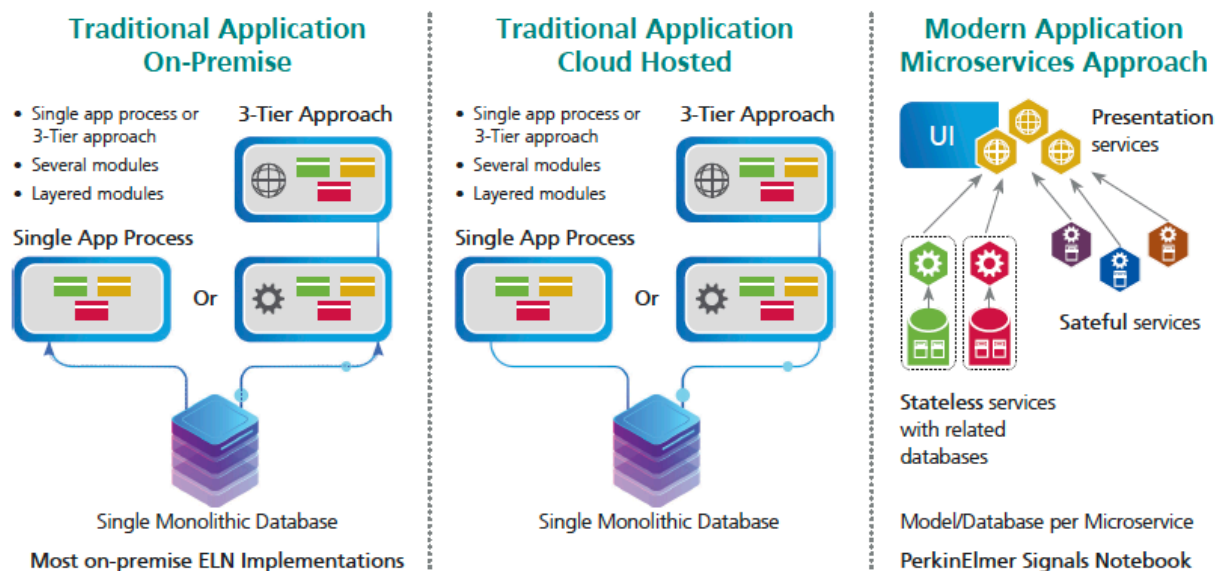 Traditional Application
On-Premise
• Single app process or
3-Tier approach
• Several modules
• Layered modules
3-Tier Approach
Single App Process
Or
Single Monolithic Database
Most on-premise ELN Implementations
Traditional Application
Cloud Hosted
• Single app process or
3-Tier approach
• Several modules
• Layered modules
3-Tier Approach
Single App Process
Or
Single Monolithic Database
Modern Application
Microservices Approach
UI
Presentation
services
Sateful services
Stateless services
with related
databases
Model/Database per Microservice
PerkinElmer Signals Notebook